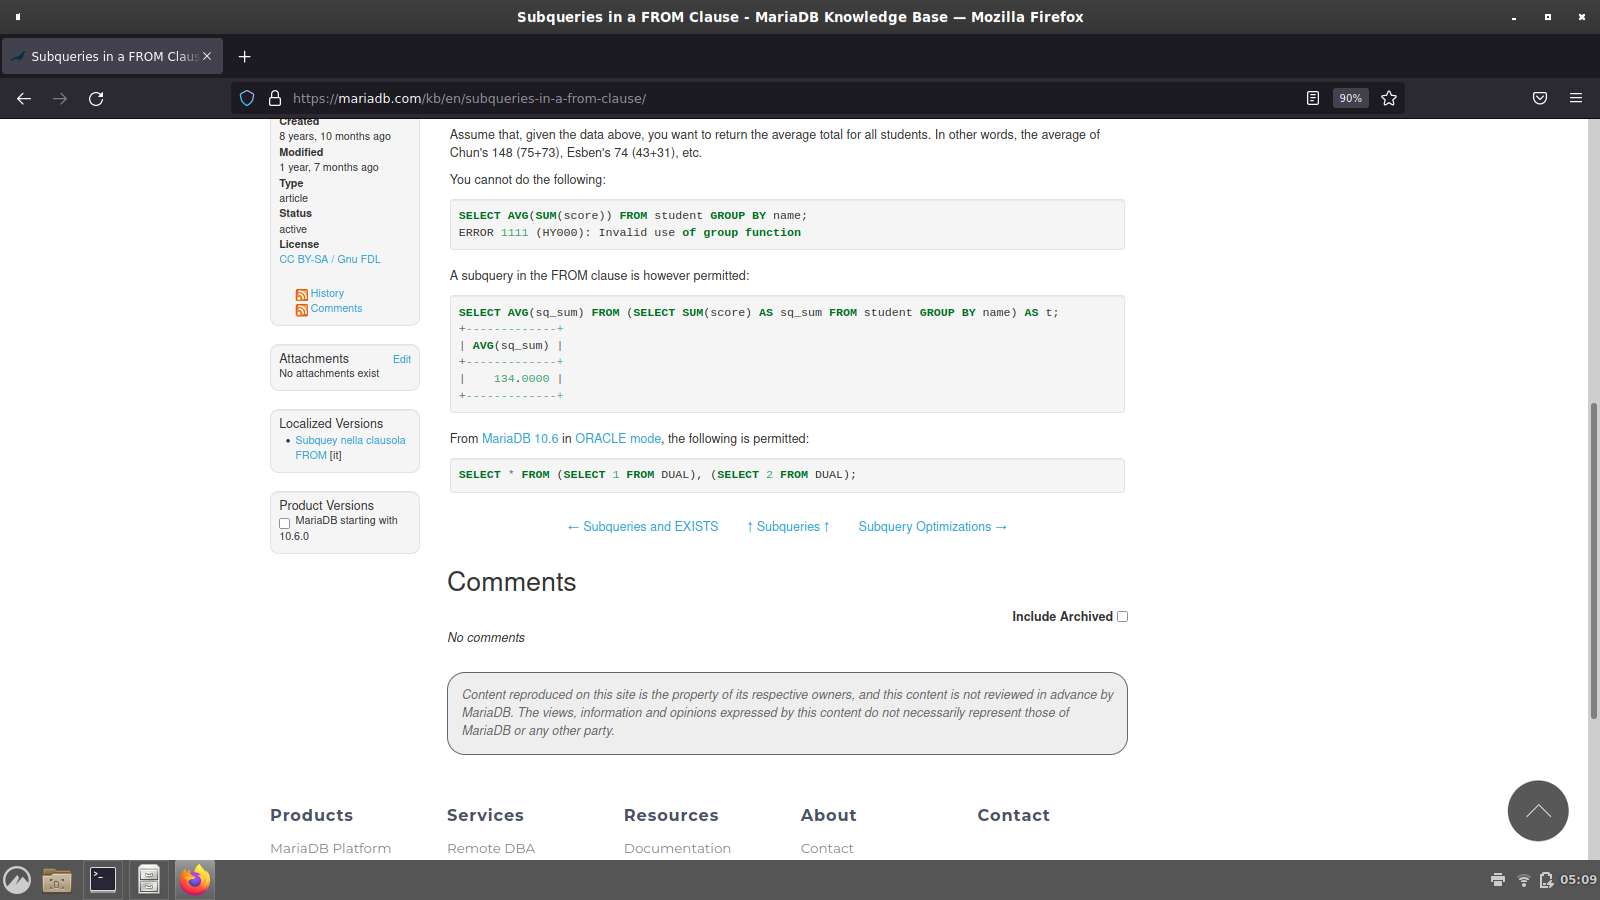 Subqueries in a FROM Clause - MariaDB Knowledge Base — Mozilla Firefox
Subqueries in a FROM Claus
https://mariadb.com/kb/en/subqueries-in-a-from-clause/
90%
Created
8 years, 10 months ago
Modified
1 year, 7 months ago
Type
article
Status
active
License
CC BY-SA / Gnu FDL
History
Comments
Attachments Edit
No attachments exist
Localized Versions
• Subquey nella clausola
FROM [it]
Product Versions
MariaDB starting with
10.6.0
Assume that, given the data above, you want to return the average total for all students. In other words, the average of
Chun's 148 (75+73), Esben's 74 (43+31), etc.
You cannot do the following:
SELECT AVG(SUM(score)) FROM student GROUP BY name;
ERROR 1111 (HY000): Invalid use of group function
A subquery in the FROM clause is however permitted:
SELECT AVG(sq_sum) FROM (SELECT SUM(score) AS sq_sum FROM student GROUP BY name) AS t;
+-------------+
| AVG(sq_sum) |
+-------------+
|    134.0000 |
+-------------+
From MariaDB 10.6 in ORACLE mode, the following is permitted:
SELECT * FROM (SELECT 1 FROM DUAL), (SELECT 2 FROM DUAL);
← Subqueries and EXISTS ↑ Subqueries ↑ Subquery Optimizations →
Comments
Include Archived
No comments
Content reproduced on this site is the property of its respective owners, and this content is not reviewed in advance by
MariaDB. The views, information and opinions expressed by this content do not necessarily represent those of
MariaDB or any other party.
Products Services Resources About Contact
MariaDB Platform Remote DBA Documentation Contact
05:09